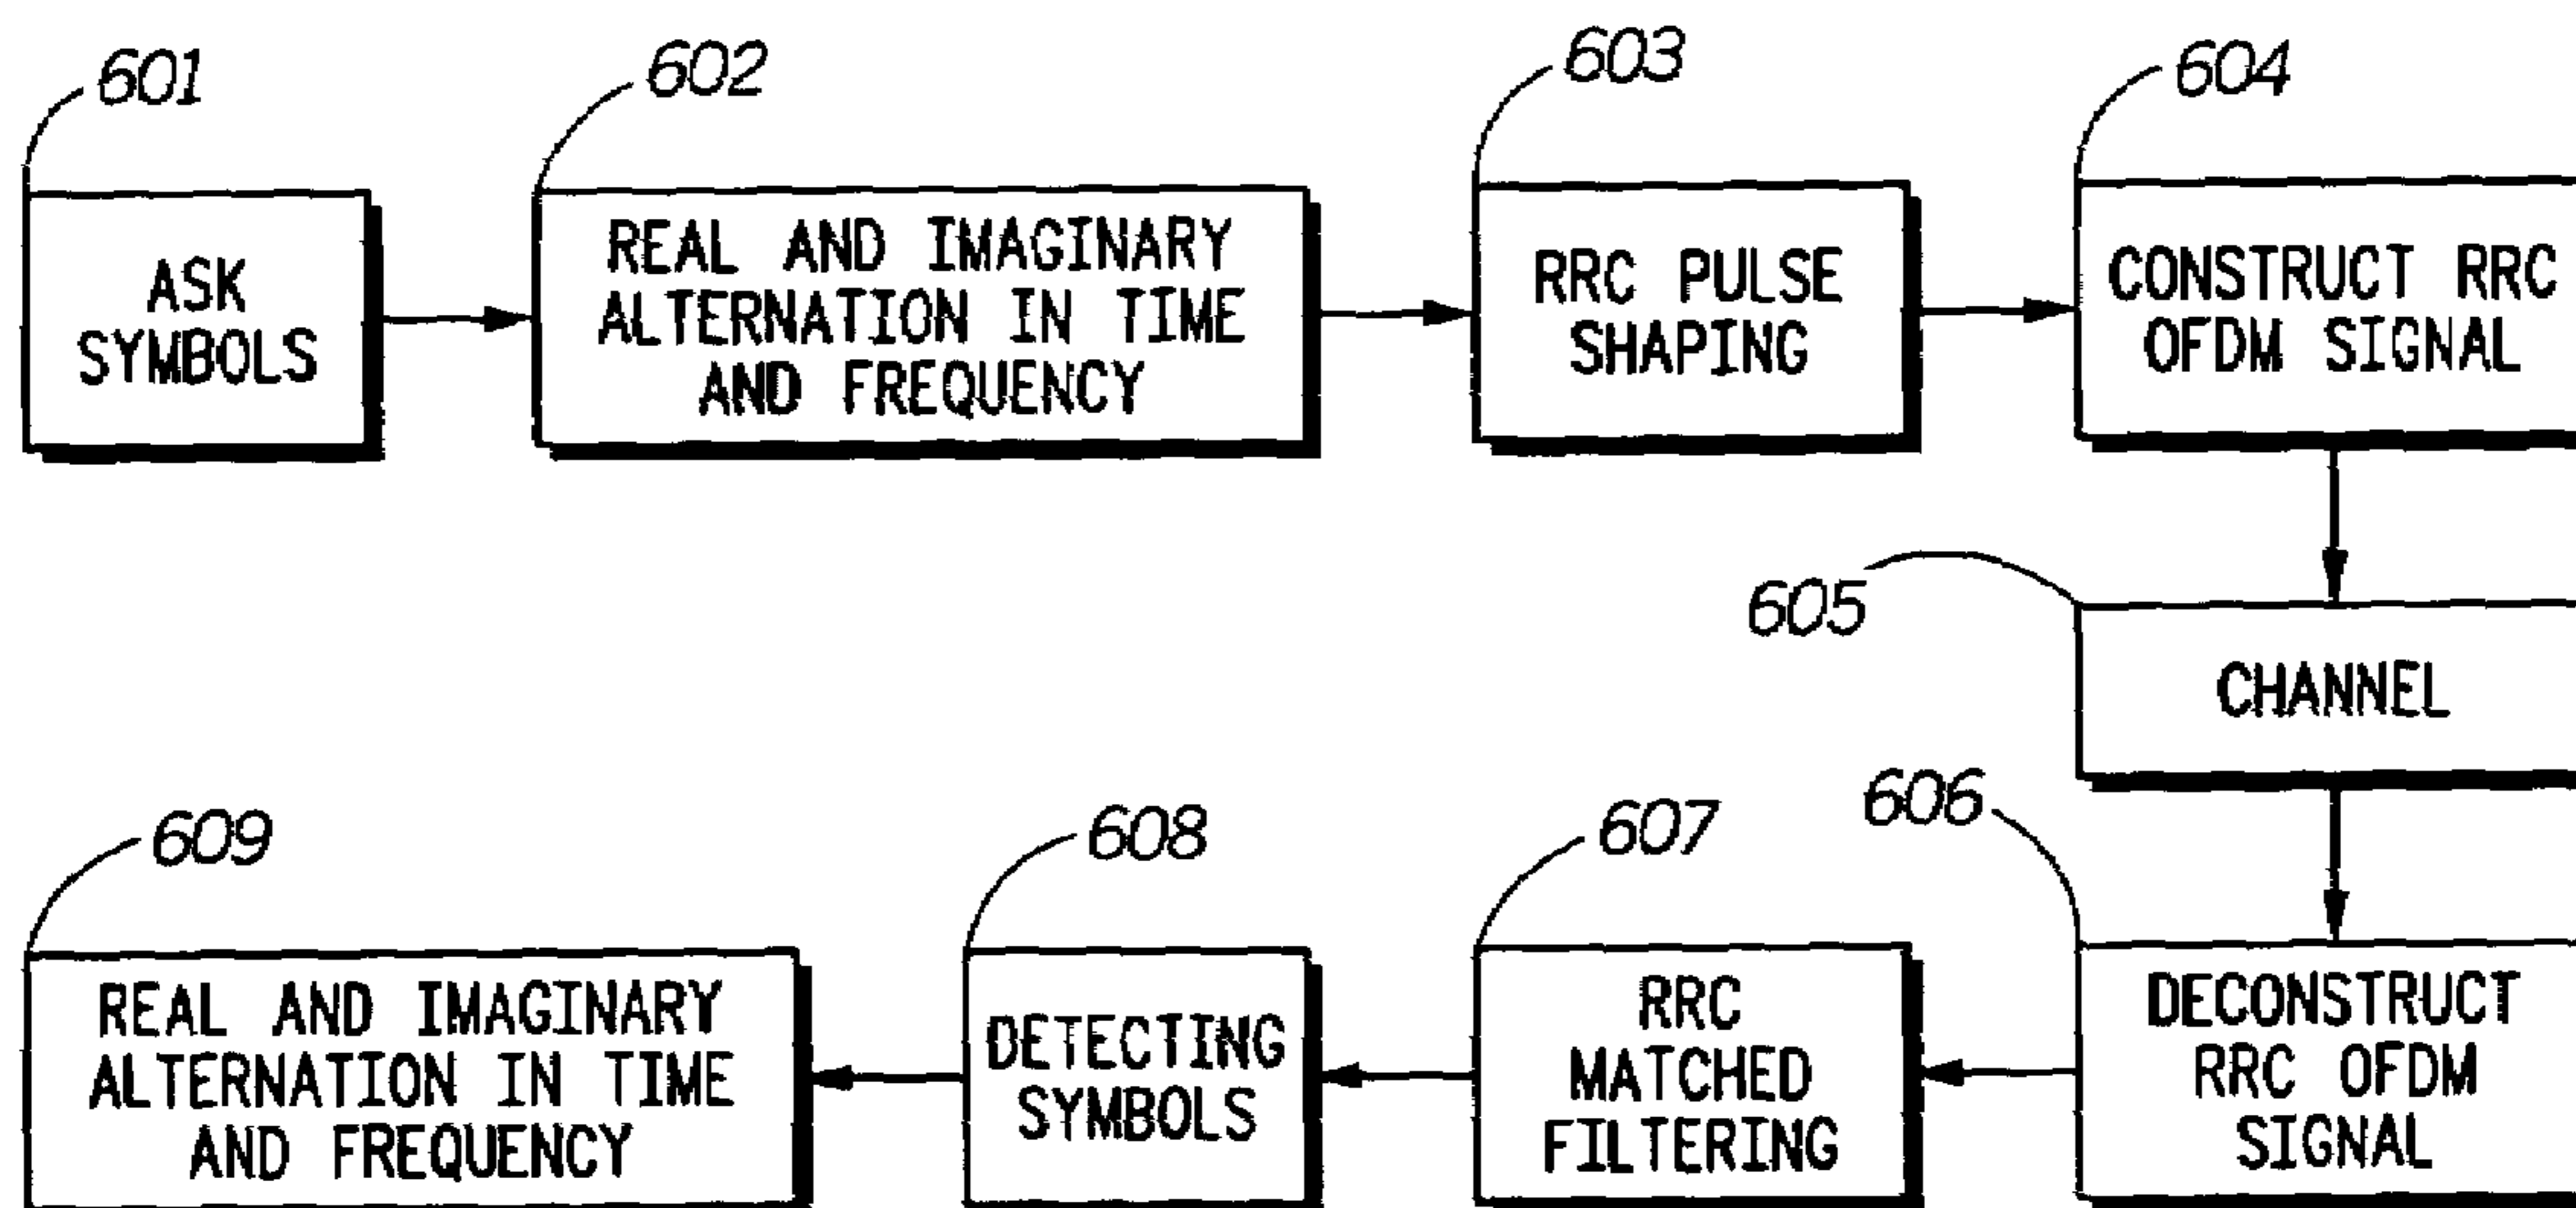 601
ASK
SYMBOLS
602
REAL AND IMAGINARY
ALTERNATION IN TIME
AND FREQUENCY
603
RRC PULSE
SHAPING
604
CONSTRUCT RRC
OFDM SIGNAL
605
CHANNEL
606
DECONSTRUCT
RRC OFDM
SIGNAL
607
RRC
MATCHED
FILTERING
608
DETECTING
SYMBOLS
609
REAL AND IMAGINARY
ALTERNATION IN TIME
AND FREQUENCY